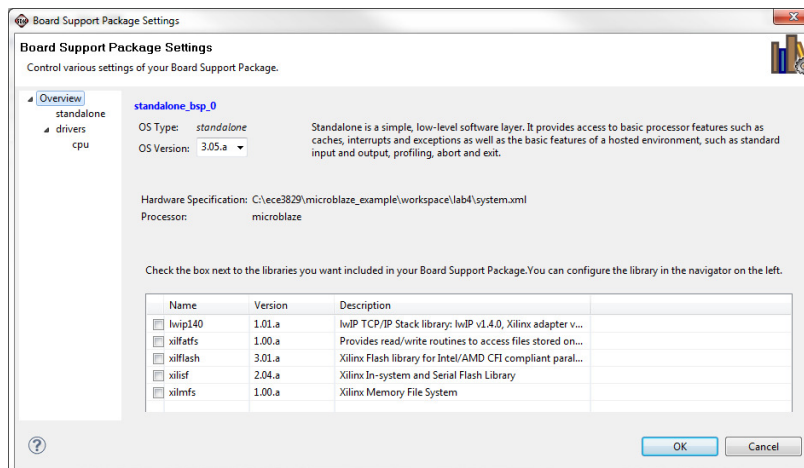 Board Support Package Settings
Board Support Package Settings
Control various settings of your Board Support Package.
Overview
standalone
drivers
cpu
standalone_bsp_0
OS Type: standalone
OS Version: 3.05.a
Standalone is a simple, low-level software layer. It provides access to basic processor features such as
caches, interrupts and exceptions as well as the basic features of a hosted environment, such as standard
input and output, profiling, abort and exit.
Hardware Specification: C:\ece3829\microblaze_example\workspace\lab4\system.xml
Processor: microblaze
Check the box next to the libraries you want included in your Board Support Package.You can configure the library in the navigator on the left.
Name Version Description
lwip140 1.01.a lwIP TCP/IP Stack library: lwIP v1.4.0, Xilinx adapter v...
xilfatfs 1.00.a Provides read/write routines to access files stored on...
xilflash 3.01.a Xilinx Flash library for Intel/AMD CFI compliant paral...
xilisf 2.04.a Xilinx In-system and Serial Flash Library
xilmfs 1.00.a Xilinx Memory File System
?
OK Cancel